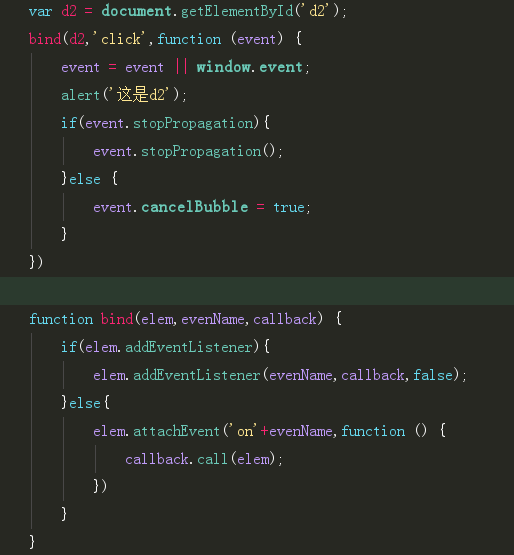 var d2 = document.getElementById('d2');
bind(d2,'click',function (event) {
    event = event || window.event;
    alert('这是d2');
    if(event.stopPropagation){
        event.stopPropagation();
    }else {
        event.cancelBubble = true;
    }
})
function bind(elem,evenName,callback) {
    if(elem.addEventListener){
        elem.addEventListener(evenName,callback,false);
    }else{
        elem.attachEvent('on'+evenName,function () {
            callback.call(elem);
        })
    }
}